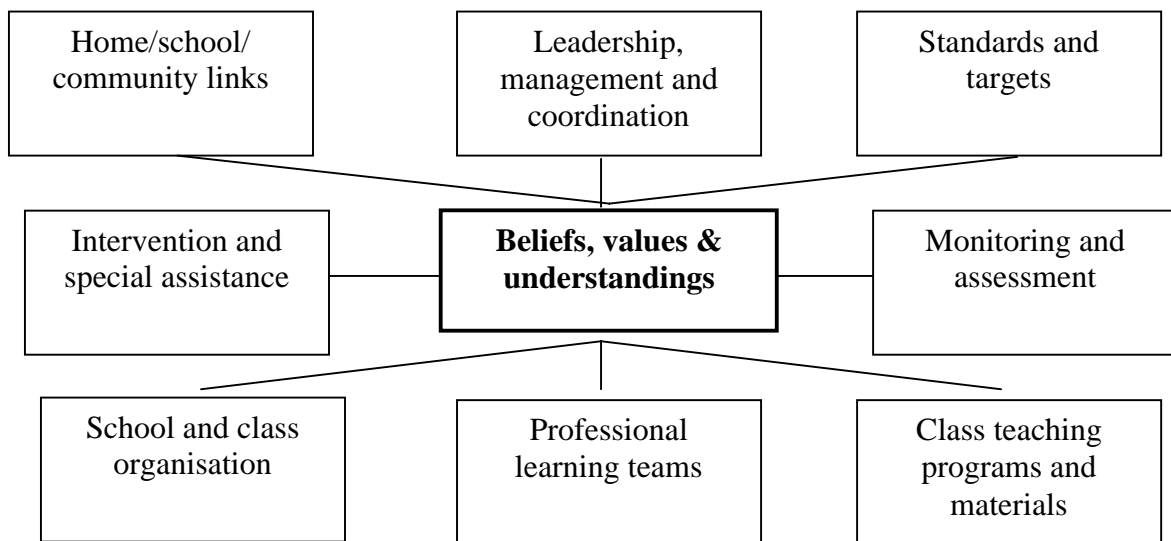 Home/school/
community links
Leadership,
management and
coordination
Standards and
targets
Intervention and
special assistance
Beliefs, values &
understandings
Monitoring and
assessment
School and class
organisation
Professional
learning teams
Class teaching
programs and
materials